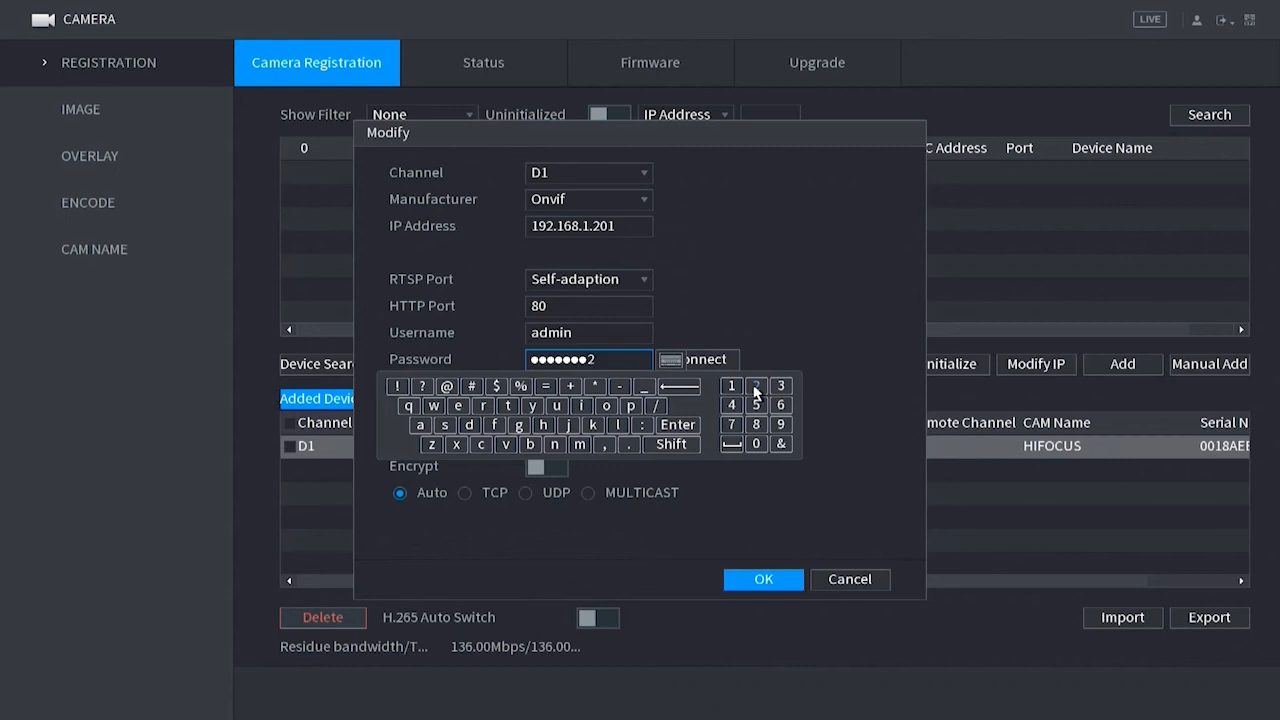 CAMERA
LIVE
REGISTRATION
Camera Registration
Status
Firmware
Upgrade
IMAGE
OVERLAY
ENCODE
CAM NAME
Show Filter None Uninitialized IP Address Search
Modify
0 C Address Port Device Name
Channel D1
Manufacturer Onvif
IP Address 192.168.1.201
RTSP Port Self-adaption
HTTP Port 80
Username admin
Password ●●●●●●●2 onnect
Device Sear nitialize Modify IP Add Manual Add
! ? @ # $ % = + * - _ 1 2 3
q w e r t y u i o p / 4 5 6
a s d f g h j k l : Enter 7 8 9
z x c v b n m , . Shift 0 &
Added Devi
Channel mote Channel CAM Name Serial N
D1 HIFOCUS 0018AEE
Encrypt
Auto TCP UDP MULTICAST
OK Cancel
Delete H.265 Auto Switch Import Export
Residue bandwidth/T... 136.00Mbps/136.00...